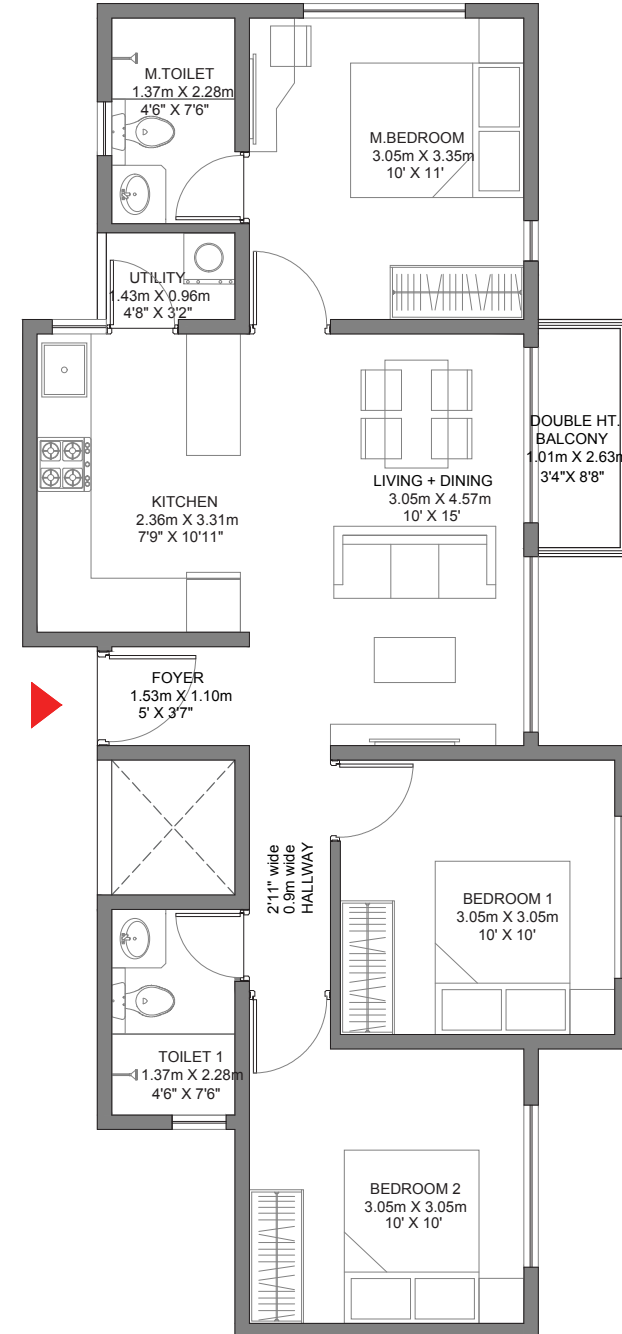 M.TOILET
1.37m X 2.28m
4'6" X 7'6"
M.BEDROOM
3.05m X 3.35m
10' X 11'
UTILITY
1.43m X 0.96m
4'8" X 3'2"
DOUBLE HT.
BALCONY
1.01m X 2.63m
3'4"X 8'8"
LIVING + DINING
3.05m X 4.57m
10' X 15'
KITCHEN
2.36m X 3.31m
7'9" X 10'11"
FOYER
1.53m X 1.10m
5' X 3'7"
2'11" wide
0.9m wide
HALLWAY
BEDROOM 1
3.05m X 3.05m
10' X 10'
TOILET 1
1.37m X 2.28m
4'6" X 7'6"
BEDROOM 2
3.05m X 3.05m
10' X 10'